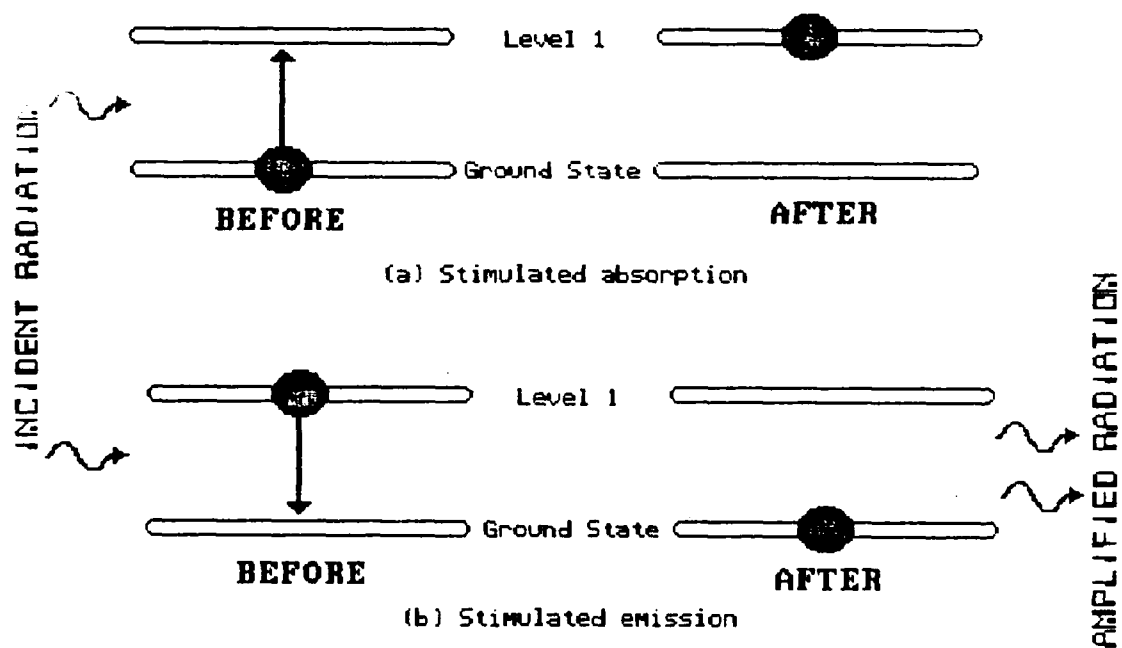 INCIDENT RADIATION
Level 1
Ground State
BEFORE
AFTER
(a) Stimulated absorption
Level 1
Ground State
BEFORE
AFTER
(b) Stimulated emission
AMPLIFIED RADIATION